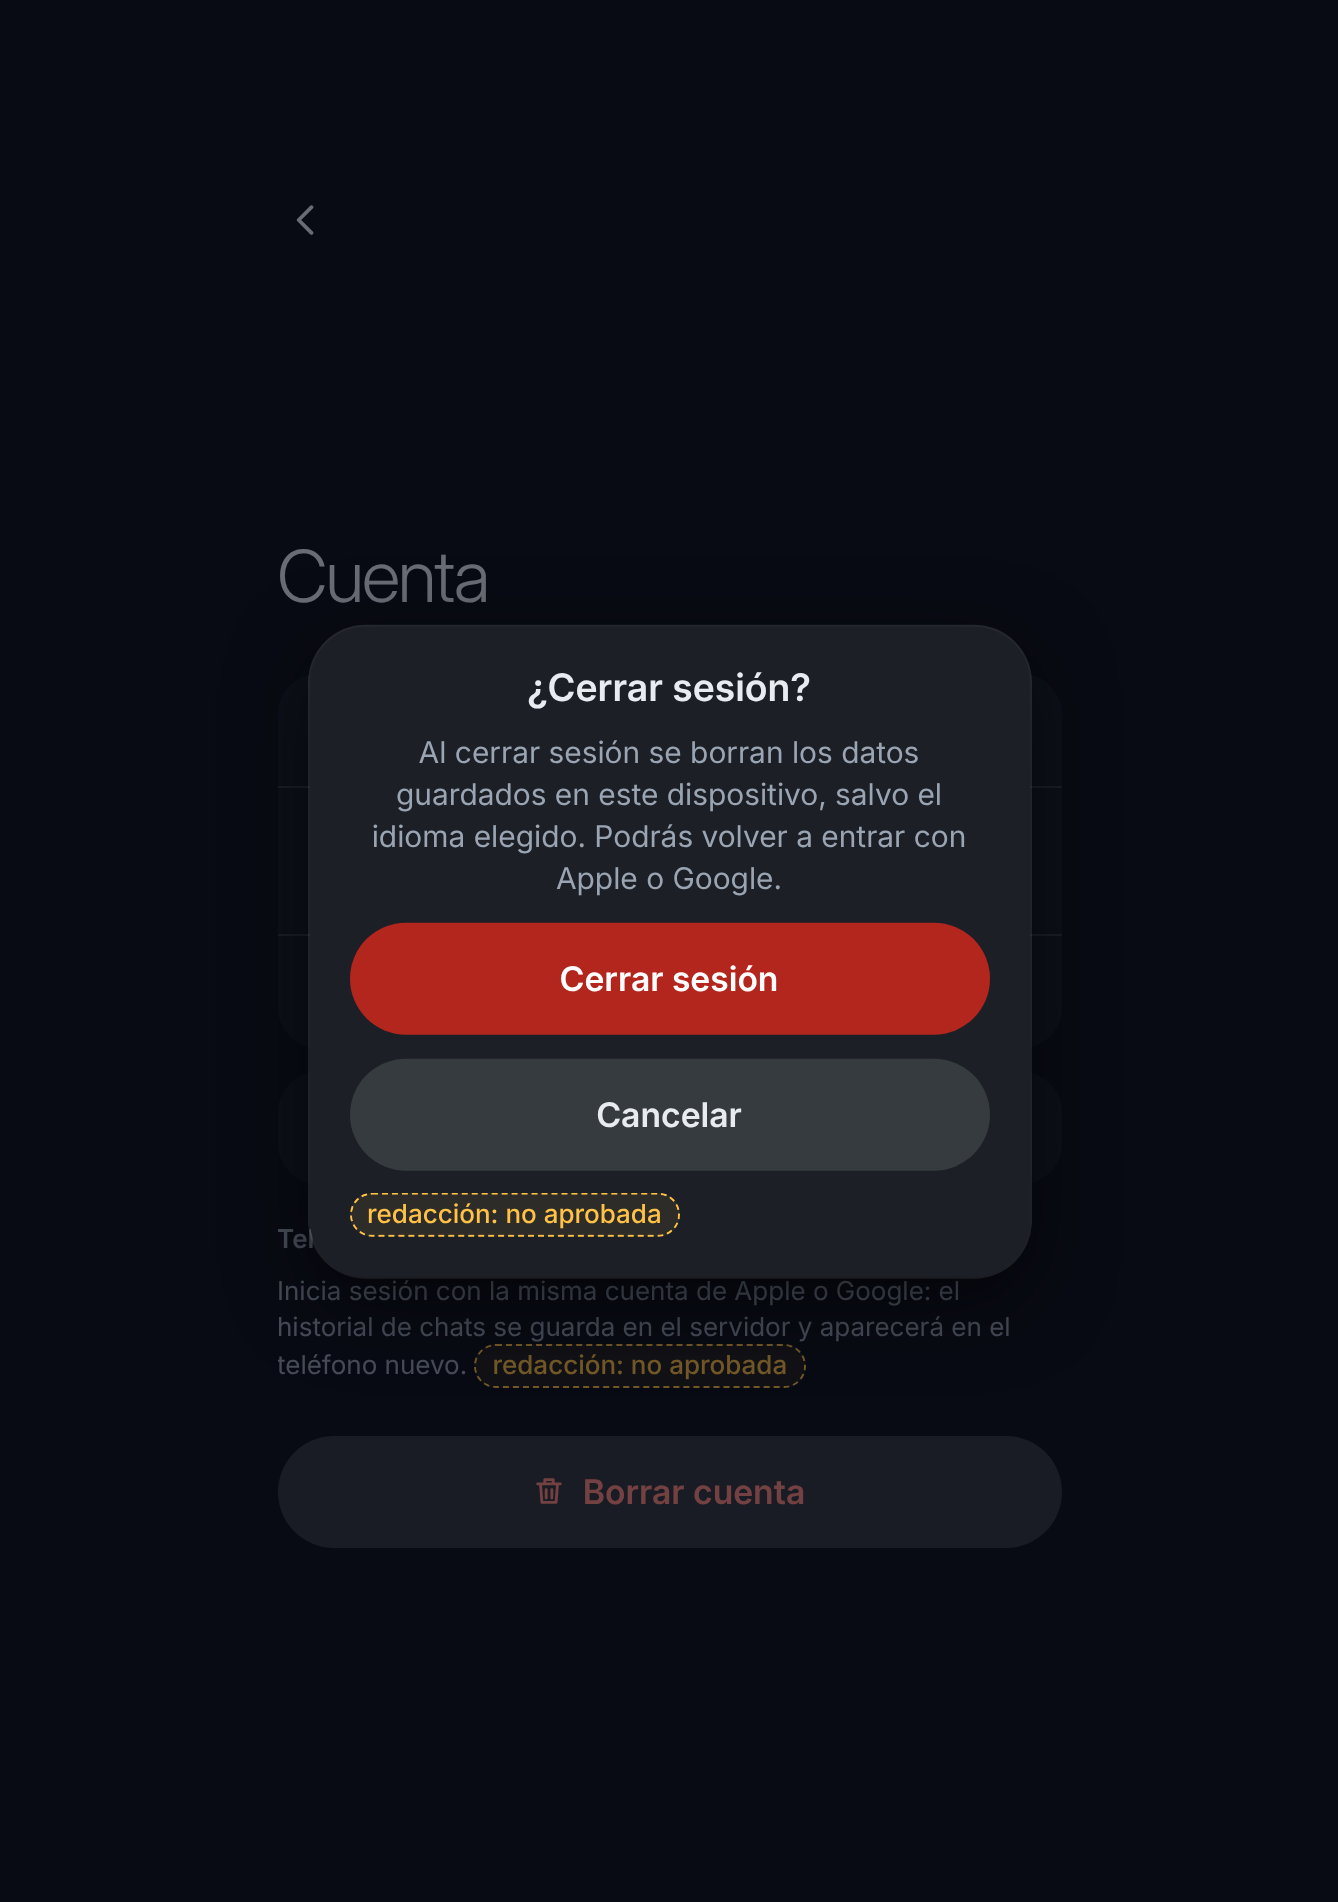 Cuenta
¿Cerrar sesión?
Al cerrar sesión se borran los datos
guardados en este dispositivo, salvo el
idioma elegido. Podrás volver a entrar con
Apple o Google.
Cerrar sesión
Cancelar
redacción: no aprobada
Inicia sesión con la misma cuenta de Apple o Google: el
historial de chats se guarda en el servidor y aparecerá en el
teléfono nuevo. redacción: no aprobada
Borrar cuenta